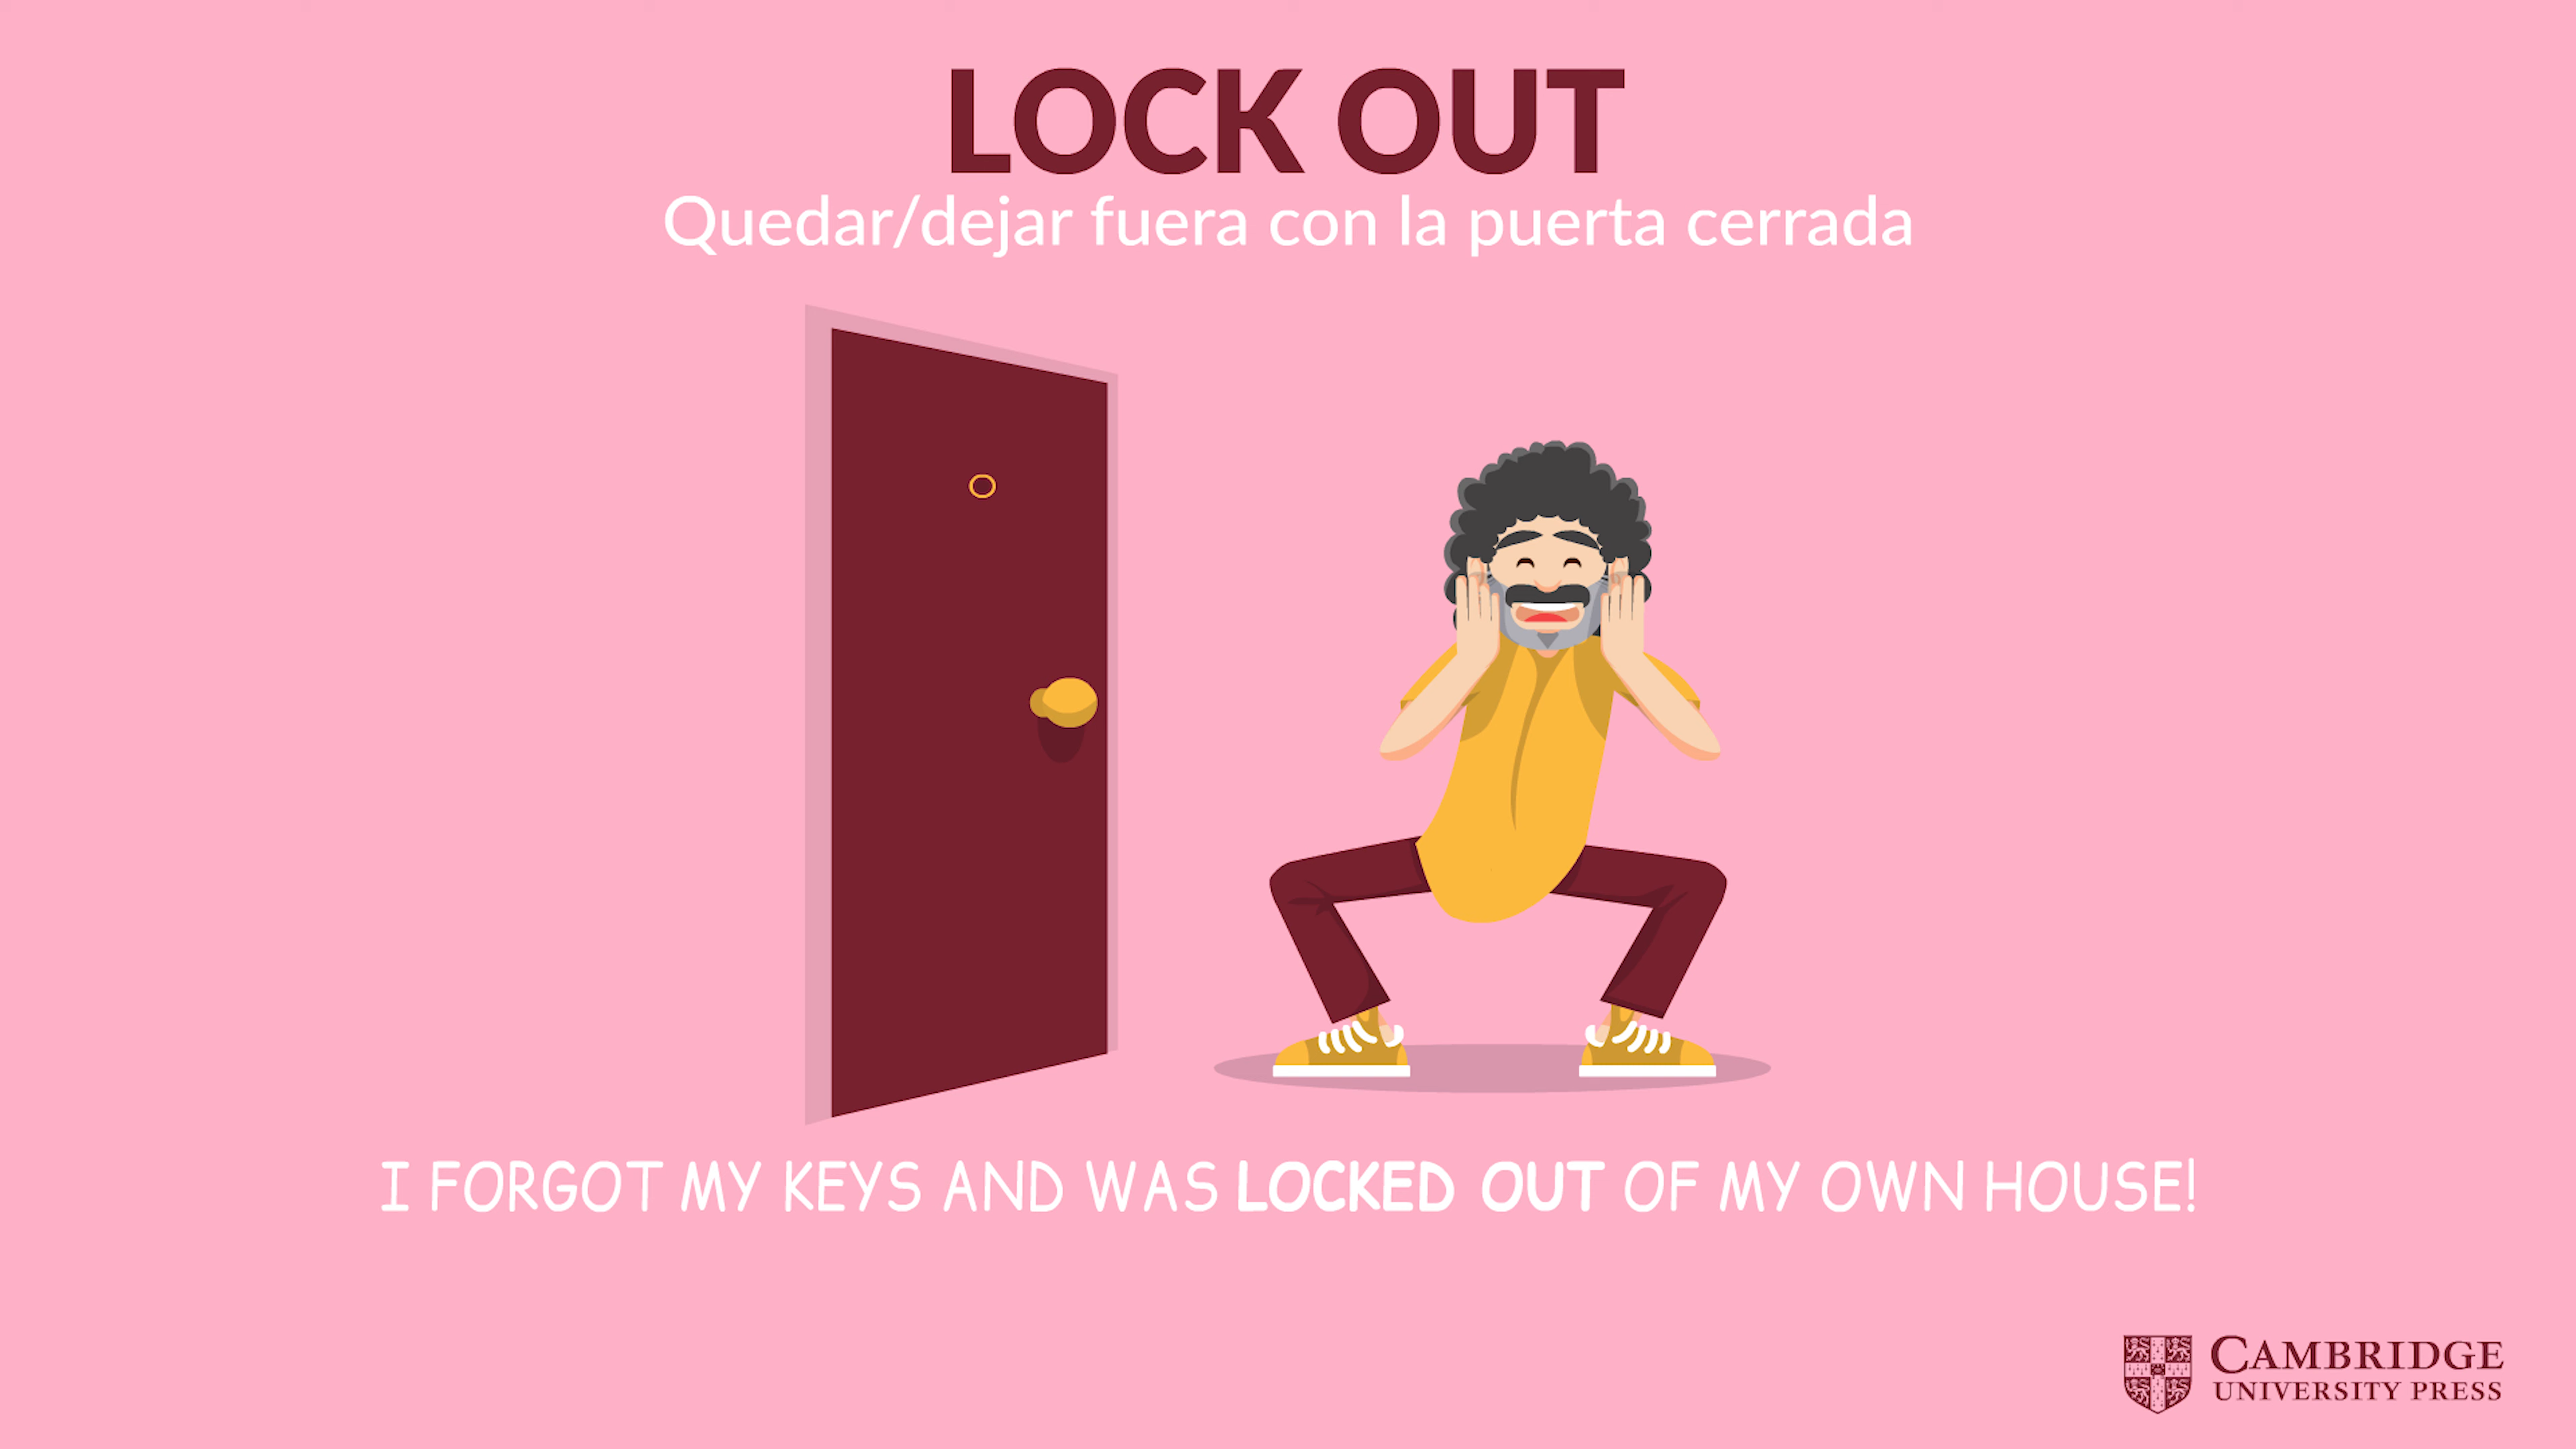 LOCK OUT
Quedar/dejar fuera con la puerta cerrada
I FORGOT MY KEYS AND WAS LOCKED OUT OF MY OWN HOUSE!
CAMBRIDGE
UNIVERSITY PRESS